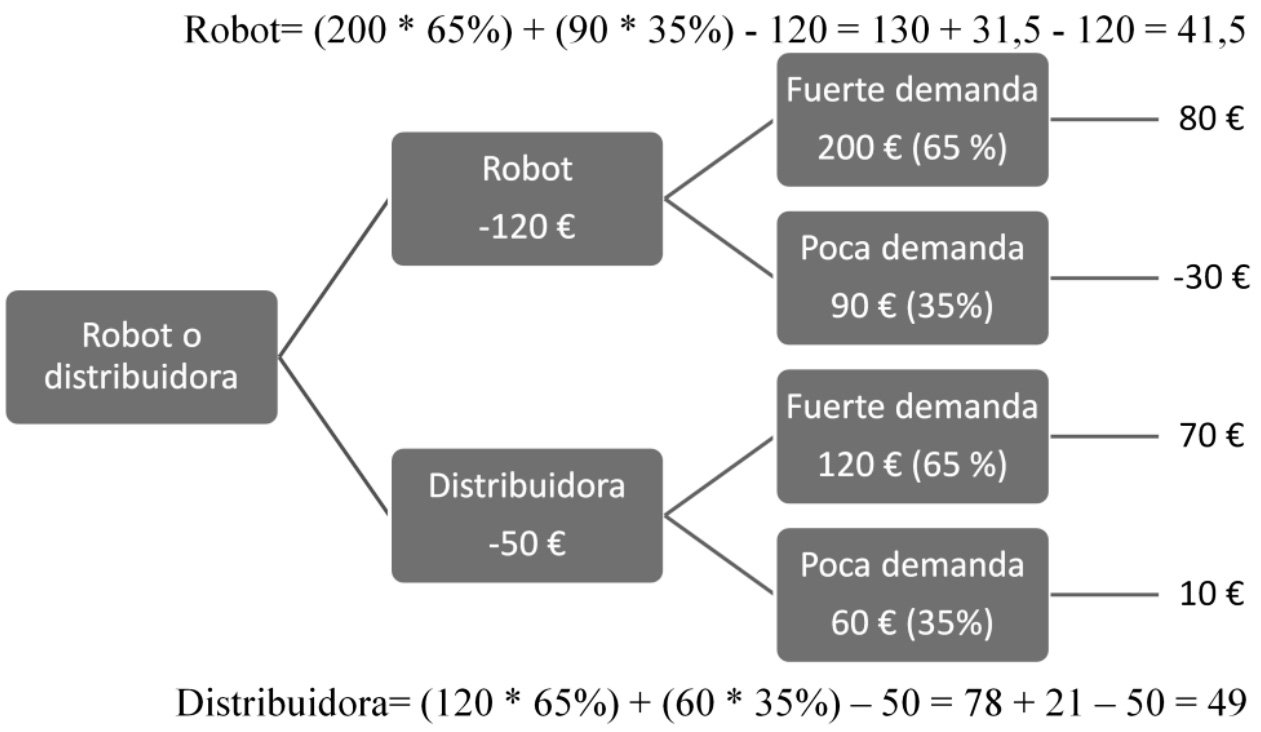 Robot= (200 * 65%) + (90 * 35%) - 120 = 130 + 31,5 - 120 = 41,5
Robot o
distribuidora
Robot
-120 €
Fuerte demanda
200 € (65 %)
80 €
Poca demanda
90 € (35%)
-30 €
Distribuidora
-50 €
Fuerte demanda
120 € (65 %)
70 €
Poca demanda
60 € (35%)
10 €
Distribuidora= (120 * 65%) + (60 * 35%) – 50 = 78 + 21 – 50 = 49